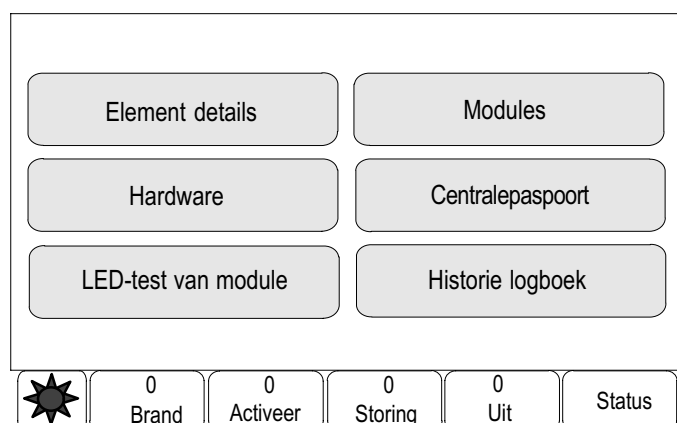 Element details
Modules
Hardware
Centralepaspoort
LED-test van module
Historie logboek
0
Brand
0
Activeer
0
Storing
0
Uit
Status